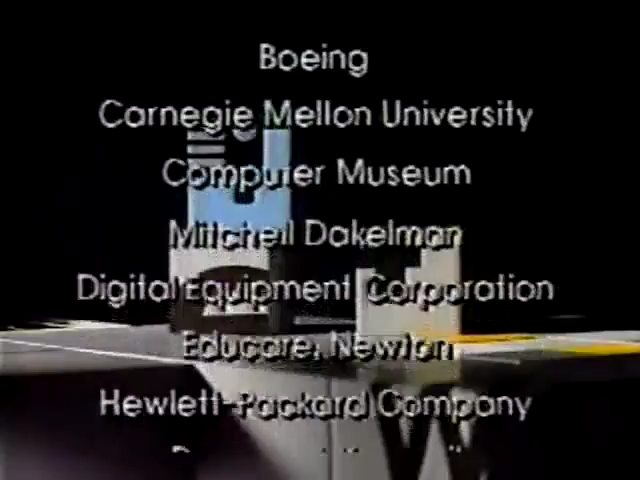 Boeing
Carnegie Mellon University
Computer Museum
Mitchell Dakelman
Digital Equipment Corporation
Educare, Newton
Hewlett-Packard Company